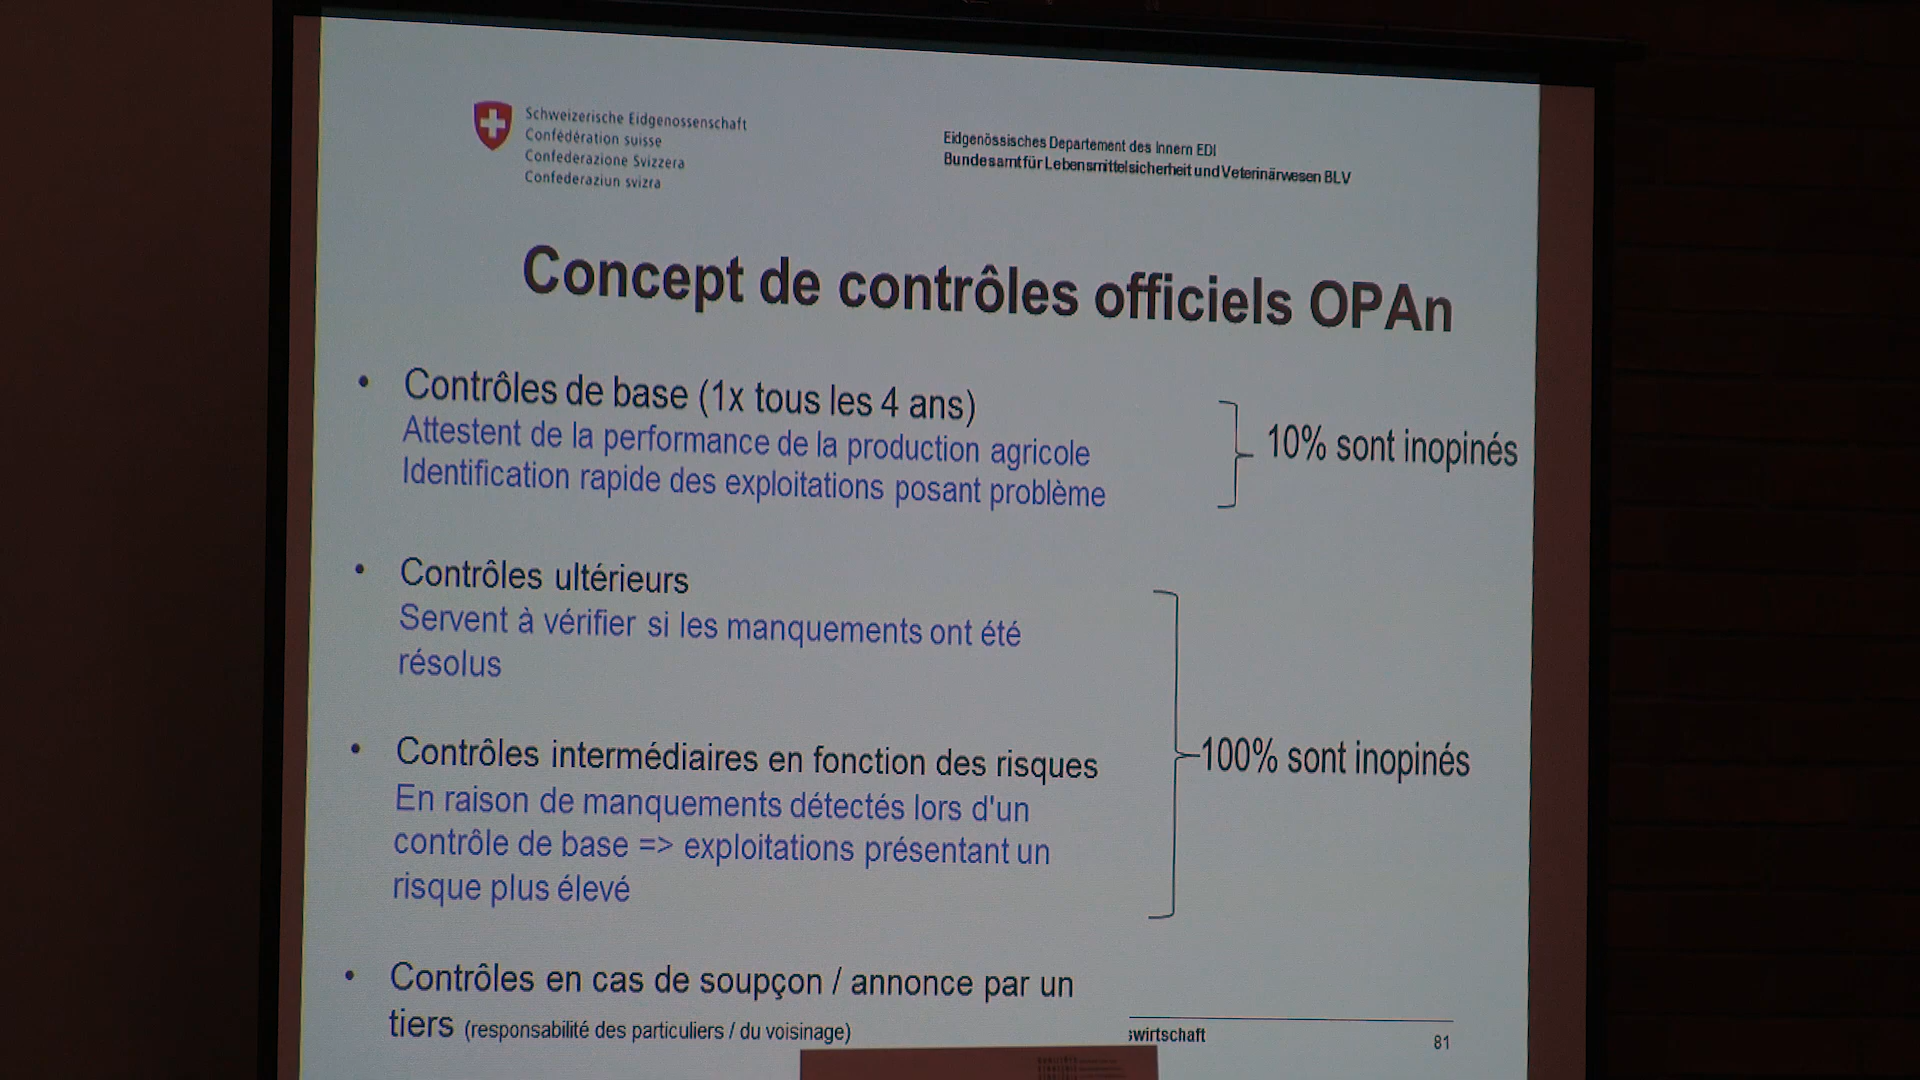 Schweizerische Eidgenossenschaft
Confédération suisse
Confederazione Svizzera
Confederaziun svizra
Eidgenössisches Departement des Innern EDI
Bundesamt für Lebensmittelsicherheit und Veterinärwesen BLV
Concept de contrôles officiels OPAn
• Contrôles de base (1x tous les 4 ans)
Attestent de la performance de la production agricole
Identification rapide des exploitations posant problème
10% sont inopinés
• Contrôles ultérieurs
Servent à vérifier si les manquements ont été
résolus
• Contrôles intermédiaires en fonction des risques
En raison de manquements détectés lors d'un
contrôle de base => exploitations présentant un
risque plus élevé
100% sont inopinés
• Contrôles en cas de soupçon / annonce par un
tiers (responsabilité des particuliers / du voisinage)
swirtschaft
81